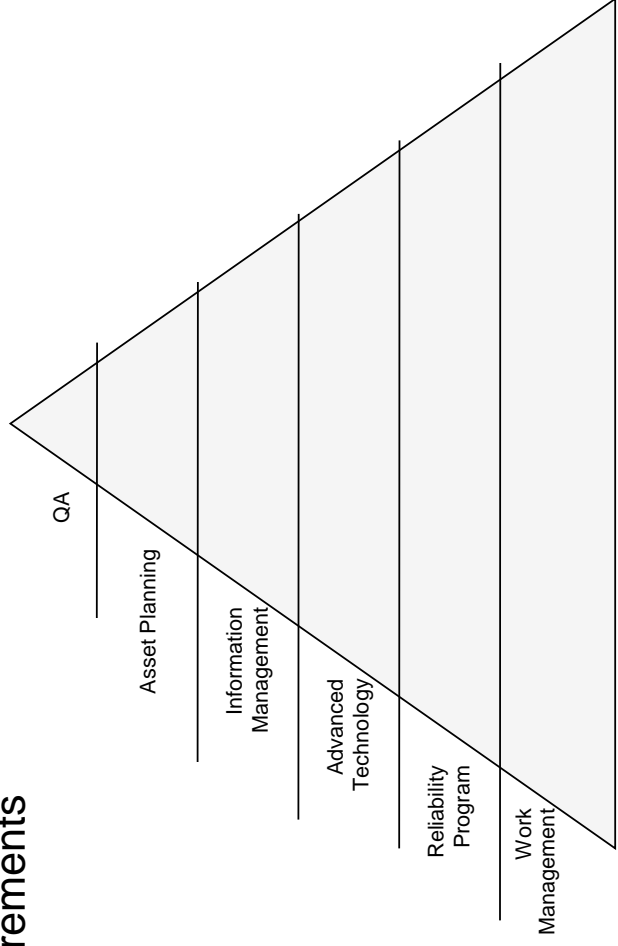 rements
QA
Asset Planning
Information
Management
Advanced
Technology
Reliability
Program
Work
Management